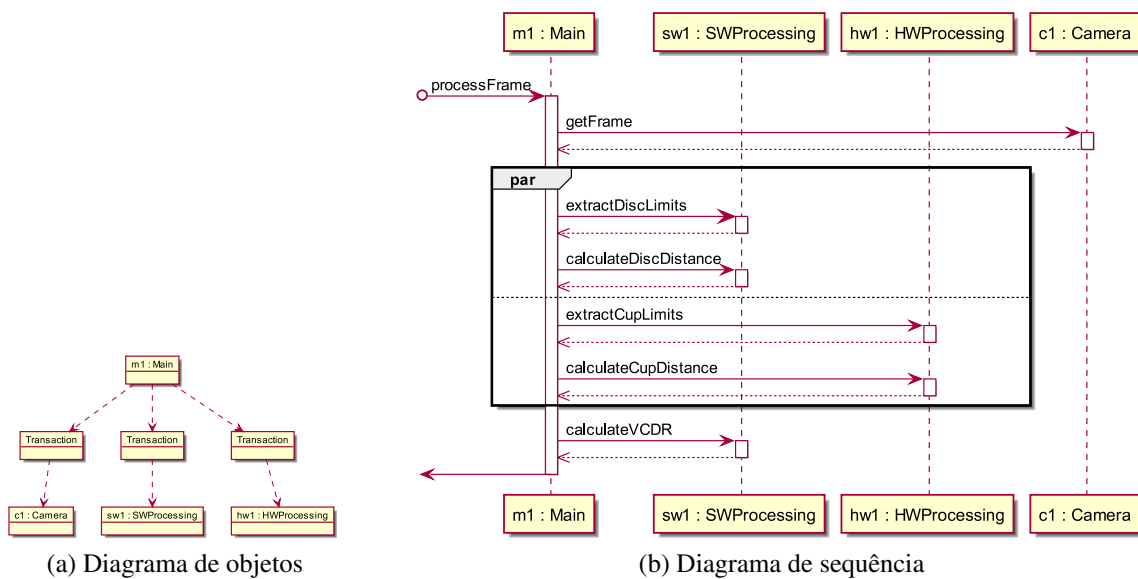 m1 : Main
Transaction
Transaction
Transaction
c1 : Camera
sw1 : SWProcessing
hw1 : HWProcessing
(a) Diagrama de objetos
m1 : Main
sw1 : SWProcessing
hw1 : HWProcessing
c1 : Camera
processFrame
getFrame
par
extractDiscLimits
calculateDiscDistance
extractCupLimits
calculateCupDistance
calculateVCDR
m1 : Main
sw1 : SWProcessing
hw1 : HWProcessing
c1 : Camera
(b) Diagrama de sequência